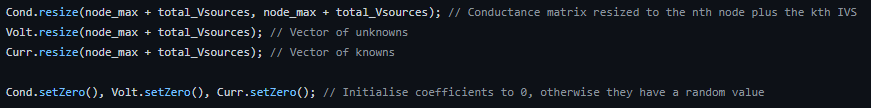 Cond.resize(node_max + total_Vsources, node_max + total_Vsources); // Conductance matrix resized to the nth node plus the kth IVS
Volt.resize(node_max + total_Vsources); // Vector of unknowns
Curr.resize(node_max + total_Vsources); // Vector of knowns
Cond.setZero(), Volt.setZero(), Curr.setZero(); // Initialise coefficients to 0, otherwise they have a random value